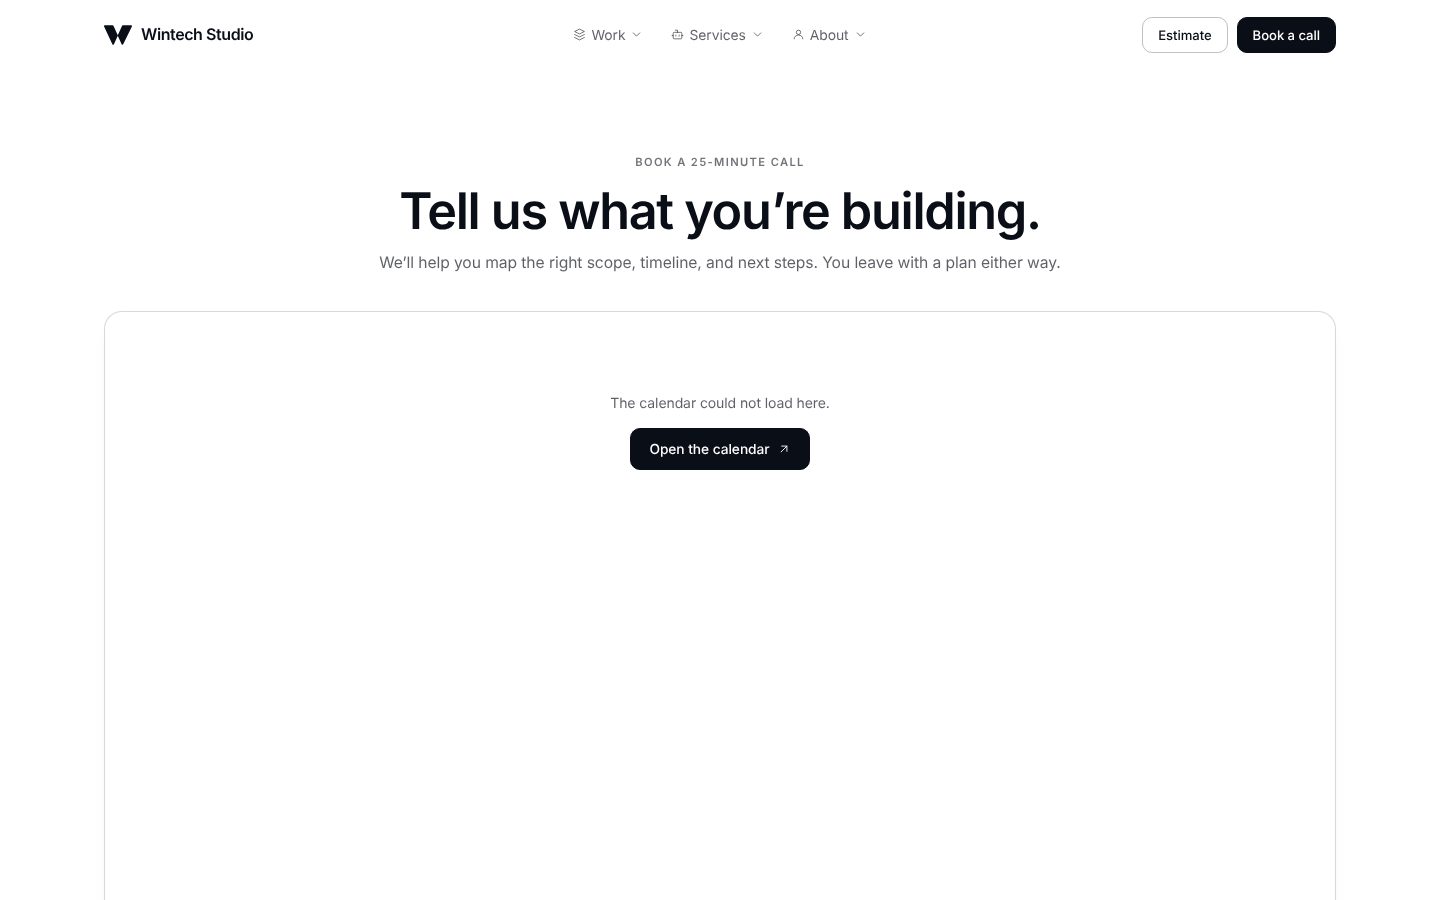 Wintech Studio
Work
Services
About
Estimate
Book a call
BOOK A 25-MINUTE CALL
Tell us what you’re building.
We’ll help you map the right scope, timeline, and next steps. You leave with a plan either way.
The calendar could not load here.
Open the calendar